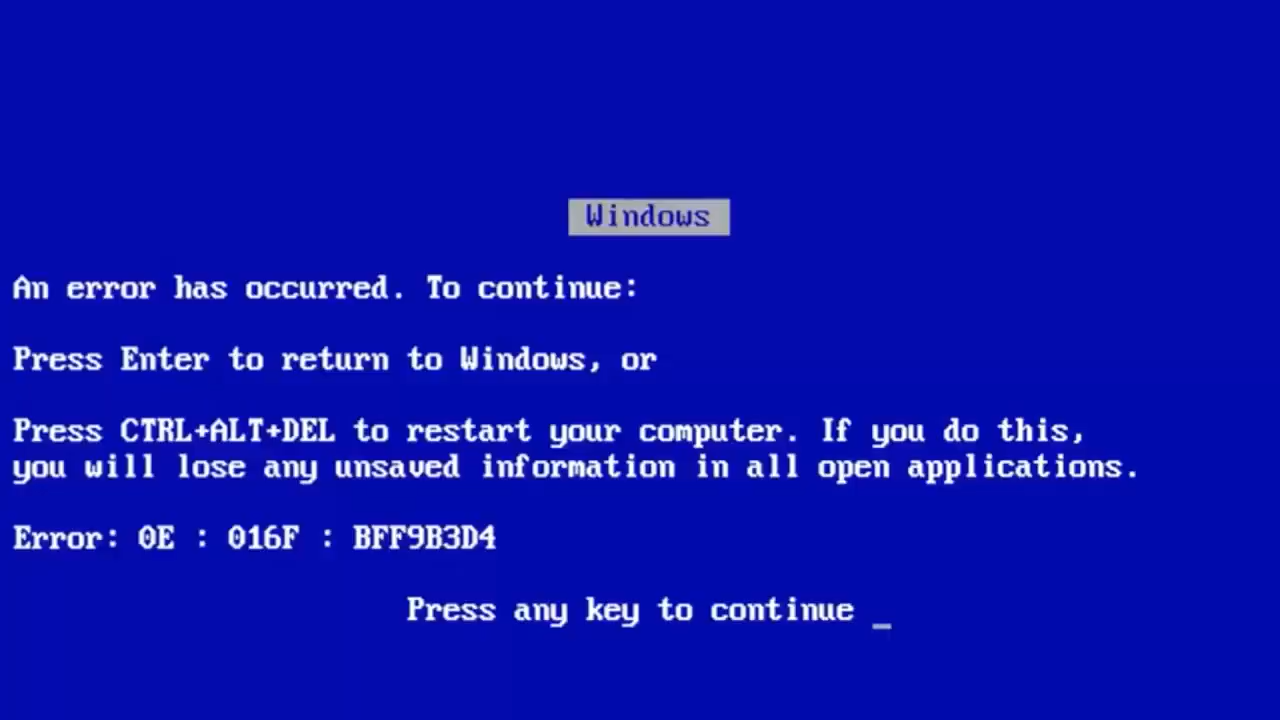 Windows
An error has occurred. To continue:
Press Enter to return to Windows, or
Press CTRL+ALT+DEL to restart your computer. If you do this,
you will lose any unsaved information in all open applications.
Error: 0E : 016F : BFF9B3D4
Press any key to continue _